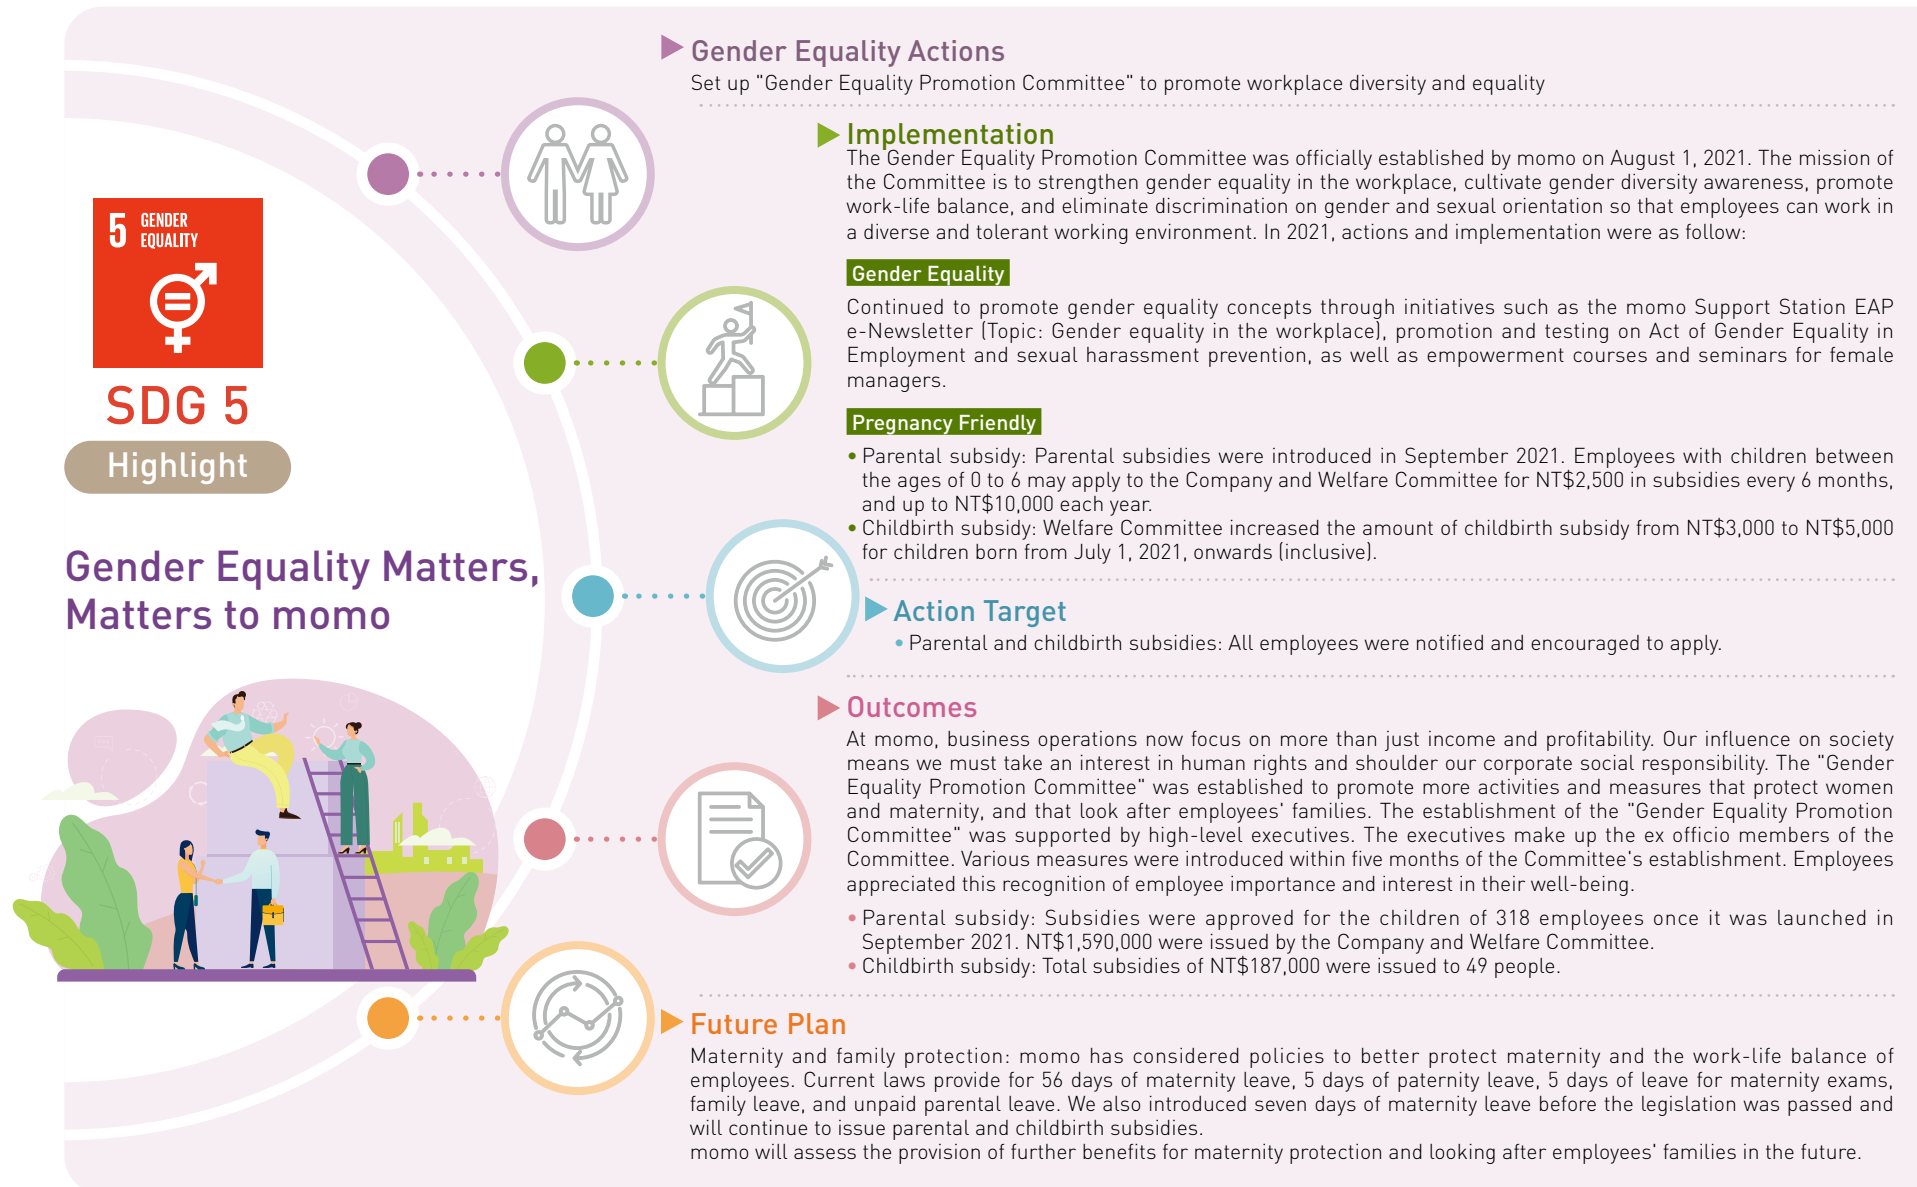 5 GENDER
EQUALITY
SDG 5
Highlight
Gender Equality Matters,
Matters to momo
Gender Equality Actions
Set up "Gender Equality Promotion Committee" to promote workplace diversity and equality
Implementation
The Gender Equality Promotion Committee was officially established by momo on August 1, 2021. The mission of
the Committee is to strengthen gender equality in the workplace, cultivate gender diversity awareness, promote
work-life balance, and eliminate discrimination on gender and sexual orientation so that employees can work in
a diverse and tolerant working environment. In 2021, actions and implementation were as follow:
Gender Equality
Continued to promote gender equality concepts through initiatives such as the momo Support Station EAP
e-Newsletter (Topic: Gender equality in the workplace), promotion and testing on Act of Gender Equality in
Employment and sexual harassment prevention, as well as empowerment courses and seminars for female
managers.
Pregnancy Friendly
• Parental subsidy: Parental subsidies were introduced in September 2021. Employees with children between
the ages of 0 to 6 may apply to the Company and Welfare Committee for NT$2,500 in subsidies every 6 months,
and up to NT$10,000 each year.
• Childbirth subsidy: Welfare Committee increased the amount of childbirth subsidy from NT$3,000 to NT$5,000
for children born from July 1, 2021, onwards (inclusive).
Action Target
• Parental and childbirth subsidies: All employees were notified and encouraged to apply.
Outcomes
At momo, business operations now focus on more than just income and profitability. Our influence on society
means we must take an interest in human rights and shoulder our corporate social responsibility. The "Gender
Equality Promotion Committee" was established to promote more activities and measures that protect women
and maternity, and that look after employees' families. The establishment of the "Gender Equality Promotion
Committee" was supported by high-level executives. The executives make up the ex officio members of the
Committee. Various measures were introduced within five months of the Committee's establishment. Employees
appreciated this recognition of employee importance and interest in their well-being.
• Parental subsidy: Subsidies were approved for the children of 318 employees once it was launched in
September 2021. NT$1,590,000 were issued by the Company and Welfare Committee.
• Childbirth subsidy: Total subsidies of NT$187,000 were issued to 49 people.
Future Plan
Maternity and family protection: momo has considered policies to better protect maternity and the work-life balance of
employees. Current laws provide for 56 days of maternity leave, 5 days of paternity leave, 5 days of leave for maternity exams,
family leave, and unpaid parental leave. We also introduced seven days of maternity leave before the legislation was passed and
will continue to issue parental and childbirth subsidies.
momo will assess the provision of further benefits for maternity protection and looking after employees' families in the future.